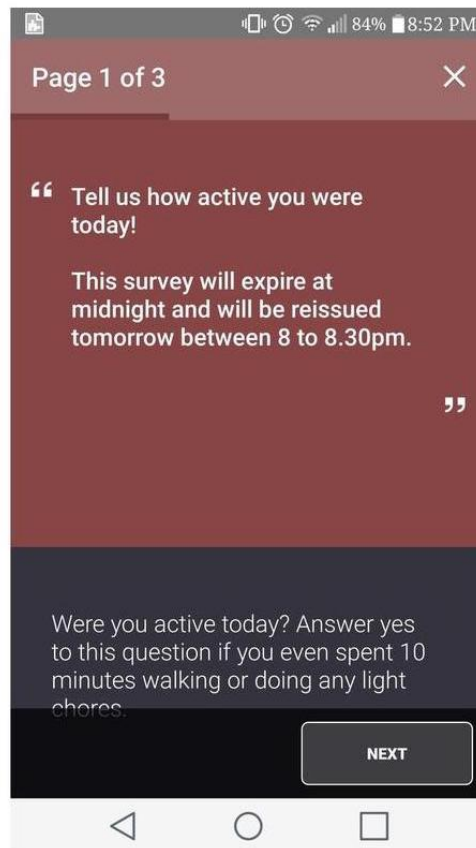 84% 8:52 PM
Page 1 of 3
“ Tell us how active you were
today!
This survey will expire at
midnight and will be reissued
tomorrow between 8 to 8.30pm.
”
Were you active today? Answer yes
to this question if you even spent 10
minutes walking or doing any light
chores.
NEXT